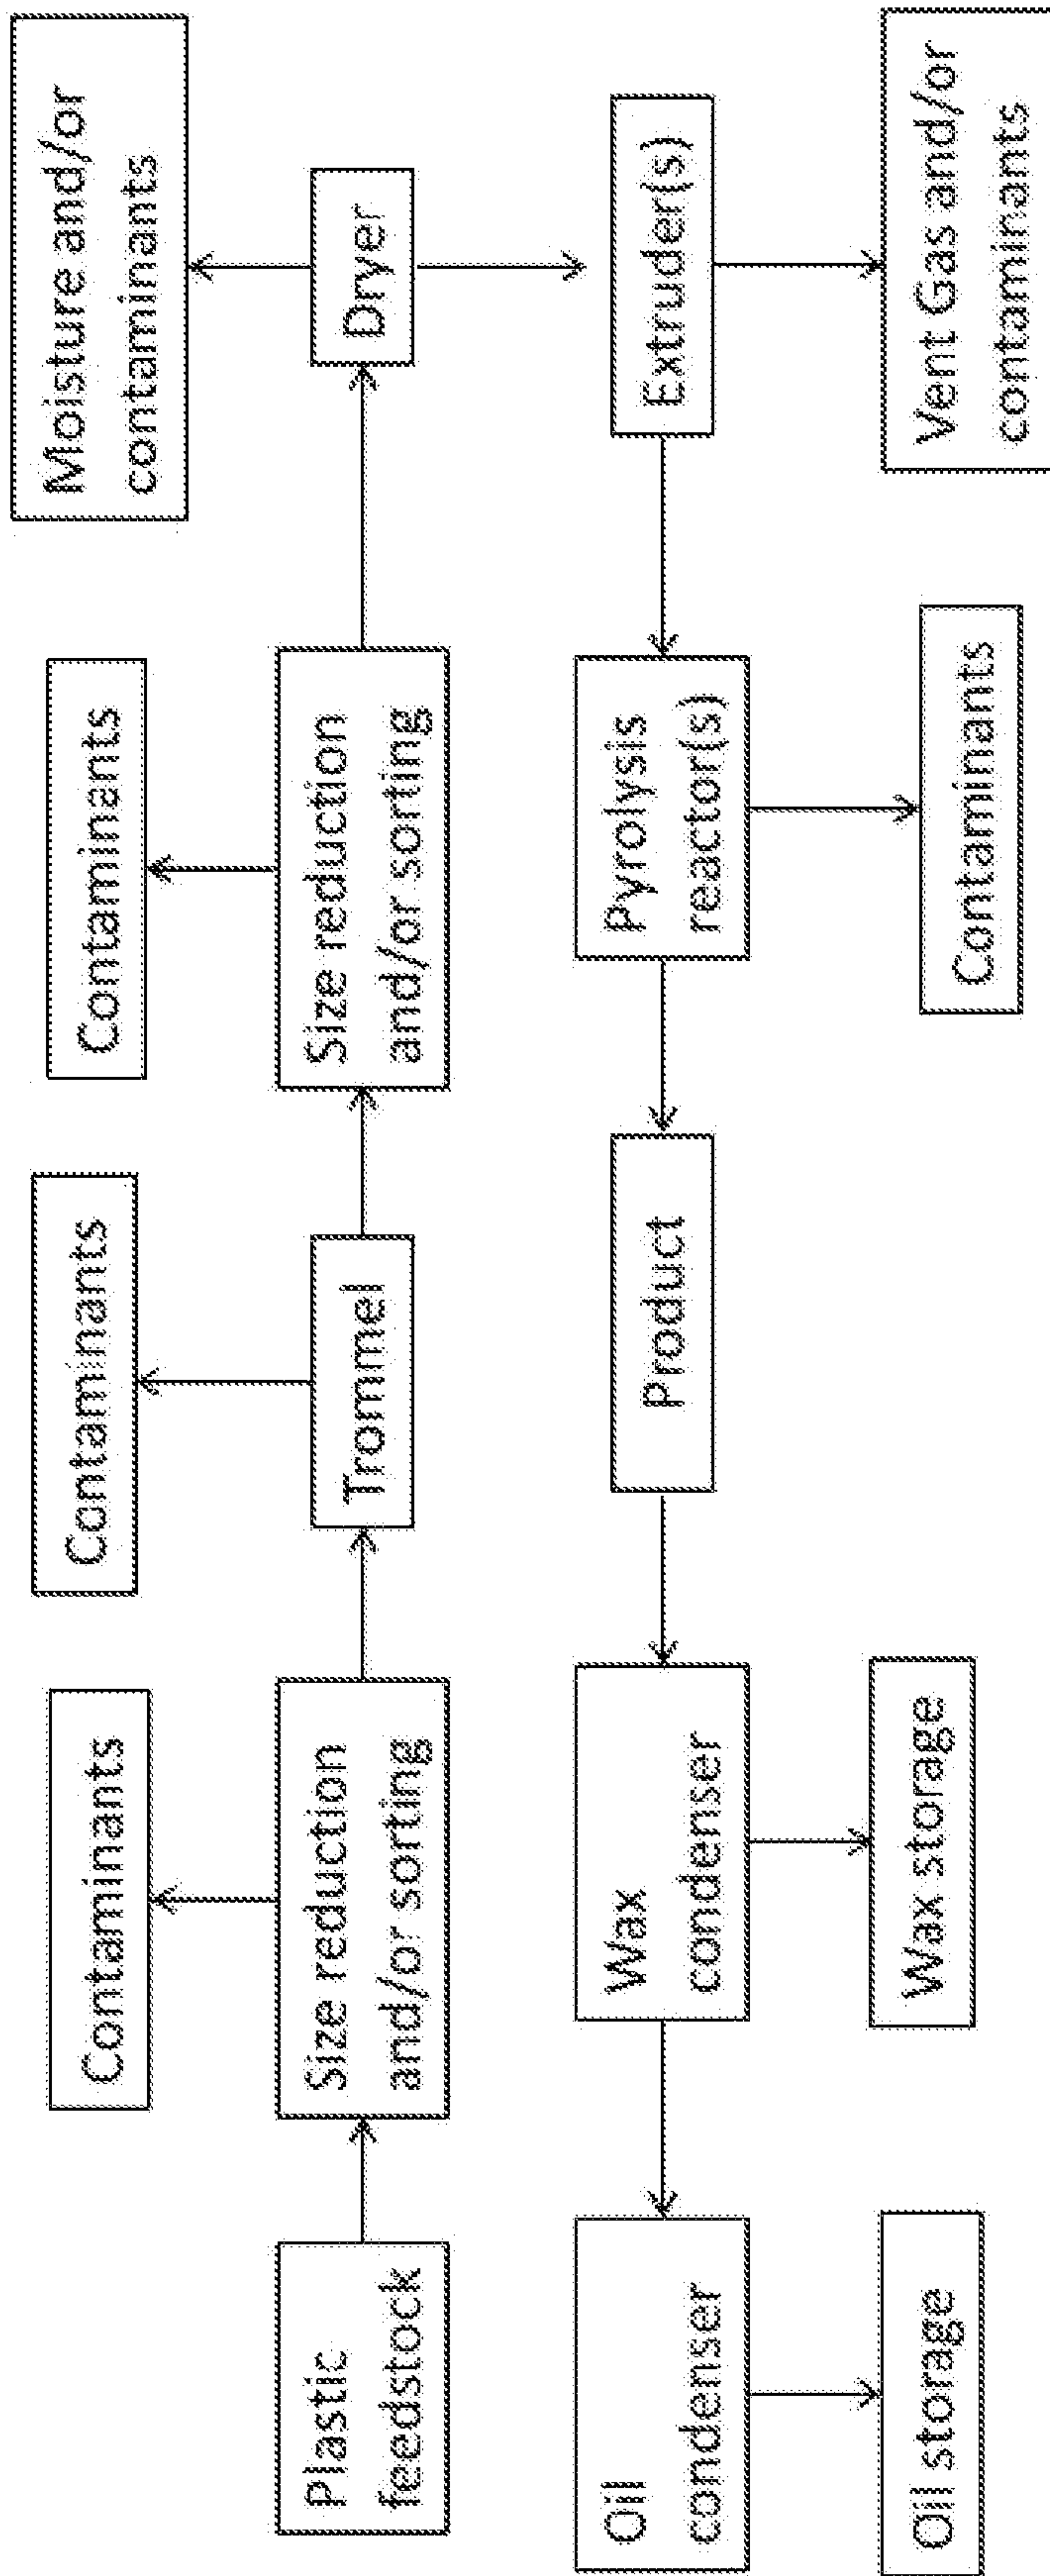 Plastic
feedstock
Size reduction
and/or sorting
Contaminants
Trommel
Contaminants
Size reduction
and/or sorting
Contaminants
Dryer
Moisture and/or
contaminants
Extruder(s)
Vent Gas and/or
contaminants
Pyrolysis
reactor(s)
Contaminants
Product
Wax
condenser
Wax storage
Oil
condenser
Oil storage